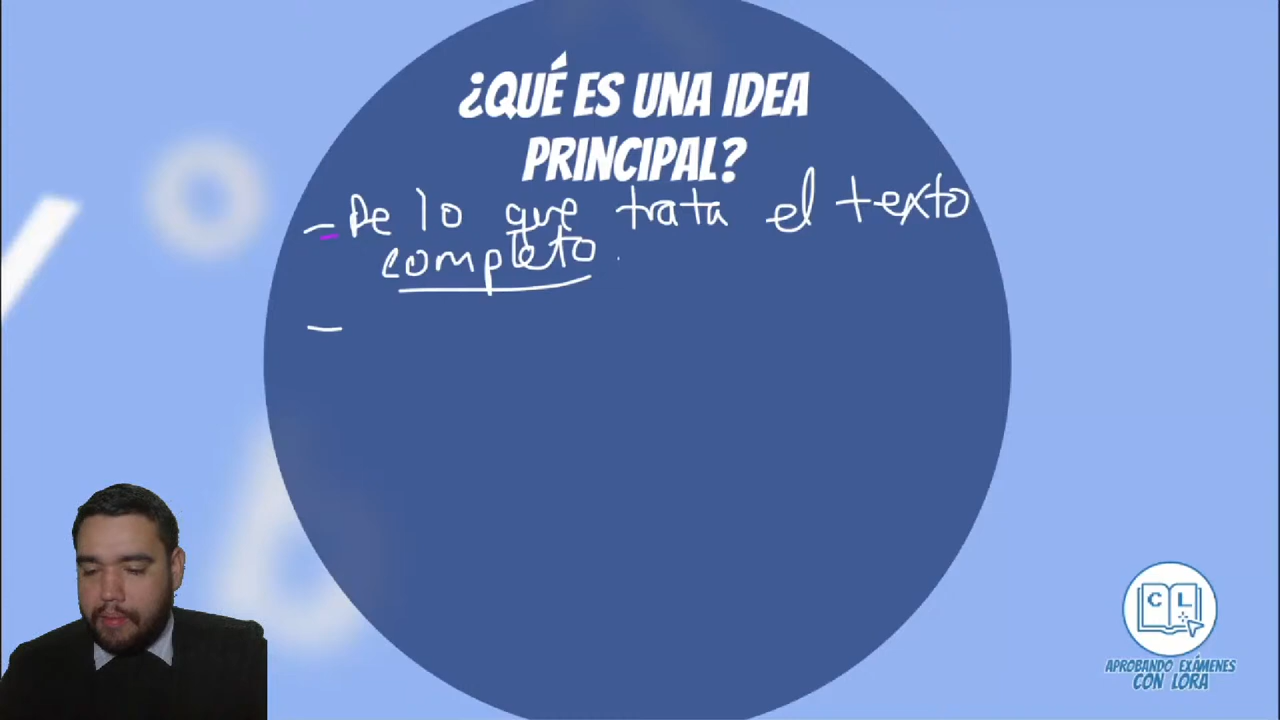 ¿QUÉ ES UNA IDEA
PRINCIPAL?
- De lo que trata el texto
completo.
-
C L
APROBANDO EXÁMENES
CON LORA